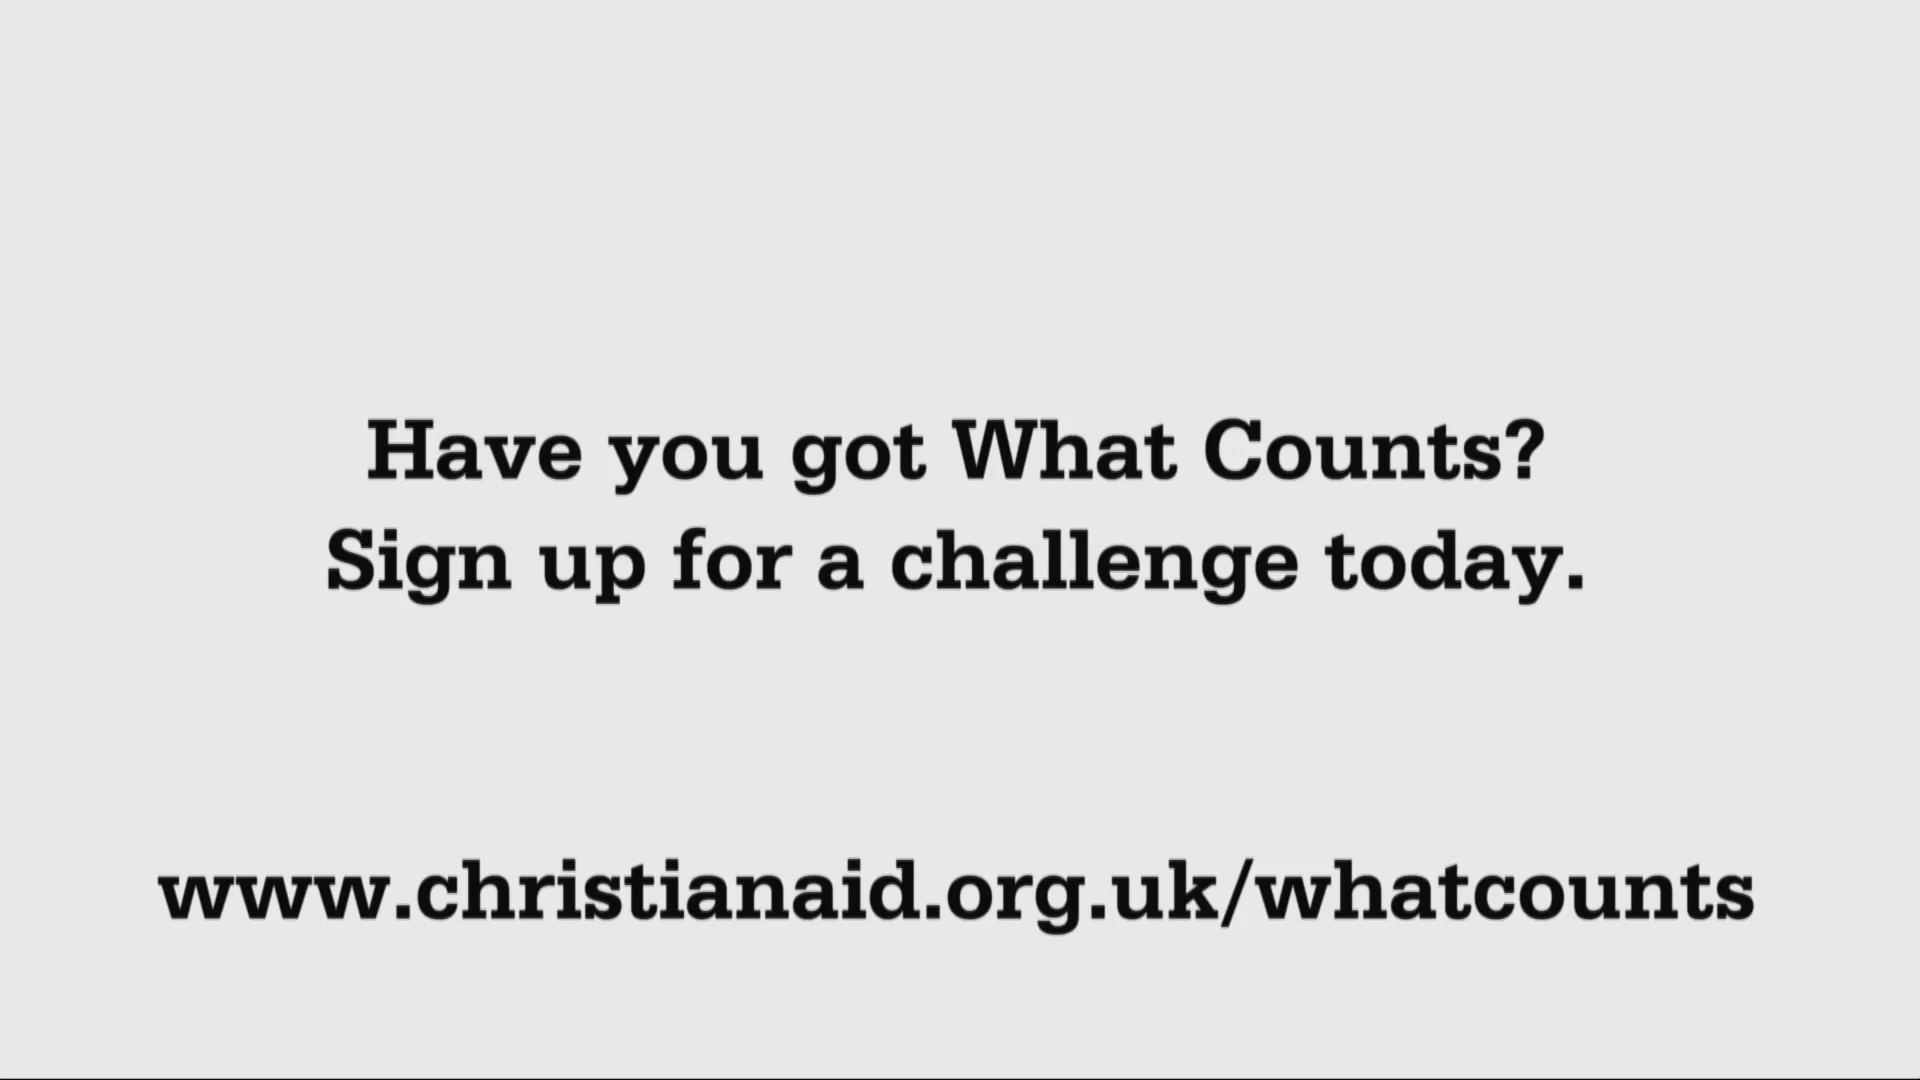 Have you got What Counts?
Sign up for a challenge today.
www.christianaid.org.uk/whatcounts